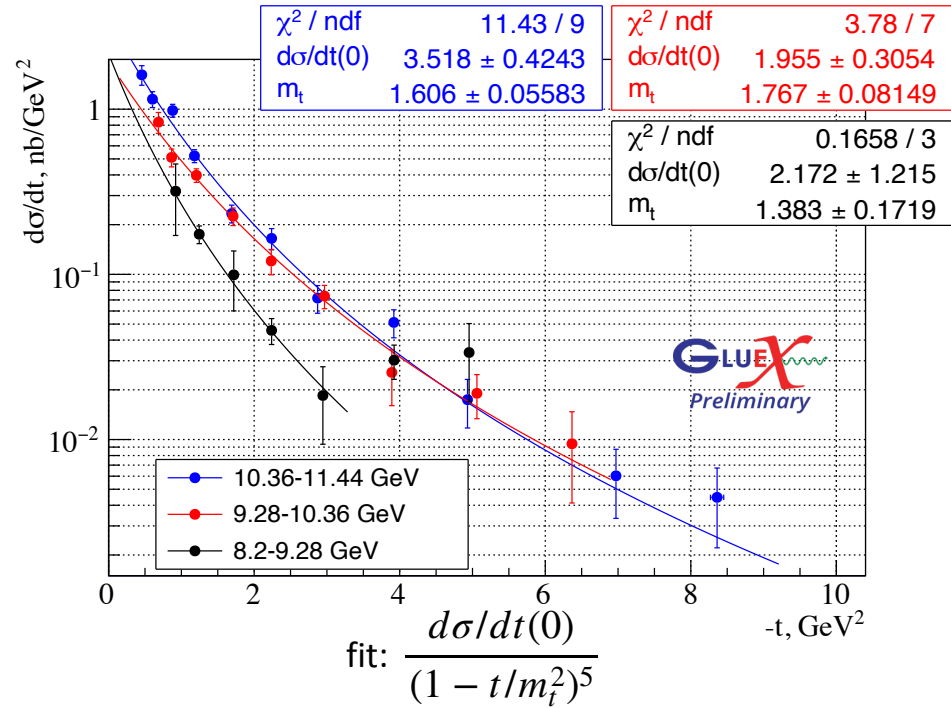 χ² / ndf 11.43 / 9
dσ/dt(0) 3.518 ± 0.4243
m_t 1.606 ± 0.05583
χ² / ndf 3.78 / 7
dσ/dt(0) 1.955 ± 0.3054
m_t 1.767 ± 0.08149
χ² / ndf 0.1658 / 3
dσ/dt(0) 2.172 ± 1.215
m_t 1.383 ± 0.1719
dσ/dt, nb/GeV²
1
10⁻¹
10⁻²
GLUEX
Preliminary
10.36-11.44 GeV
9.28-10.36 GeV
8.2-9.28 GeV
0 2 4 6 8 10
-t, GeV²
fit: dσ/dt(0)
(1 − t/m_t²)⁵